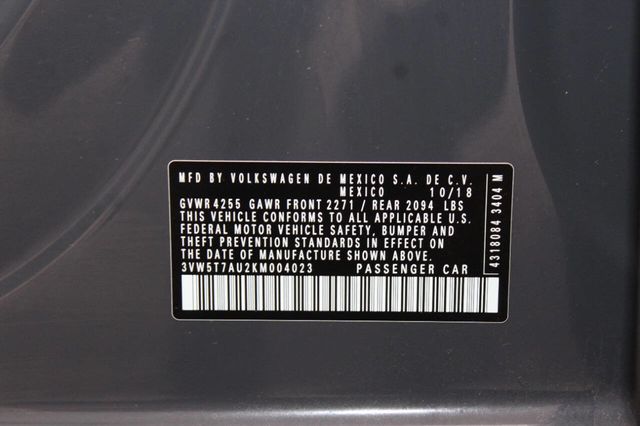 MFD BY VOLKSWAGEN DE MEXICO S.A. DE C.V.
MEXICO 10/18
GVWR 4255 GAWR FRONT 2271 / REAR 2094 LBS
THIS VEHICLE CONFORMS TO ALL APPLICABLE U.S.
FEDERAL MOTOR VEHICLE SAFETY, BUMPER AND
THEFT PREVENTION STANDARDS IN EFFECT ON
THE DATE OF MANUFACTURE SHOWN ABOVE.
3VW5T7AU2KM004023 PASSENGER CAR
4318084 3404 M